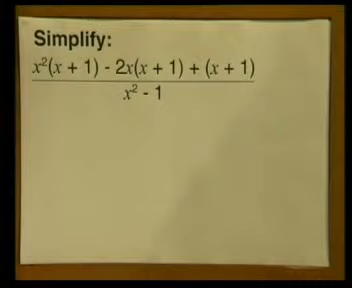 Simplify:
x²(x + 1) - 2x(x + 1) + (x + 1)
x² - 1